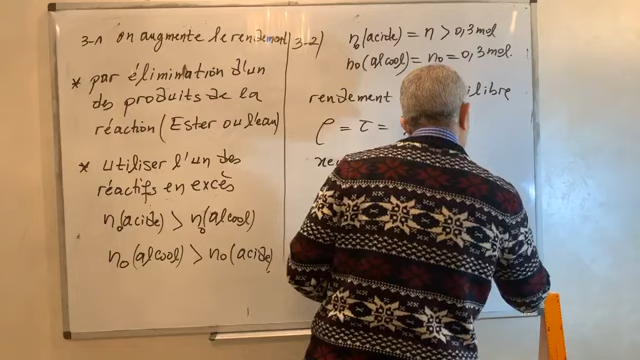 3-1 on augmente le rendement
* par élimination d'un
des produits de la
réaction (Ester ou l'eau)
* utiliser l'un des
réactifs en excés
n₀(acide) > n₀(alcool)
n₀(alcool) > n₀(acide)
3-2) n₀(acide) = n > 0,3 mol
n₀(alcool) = n₀ = 0,3 mol.
rendement
ρ = τ =